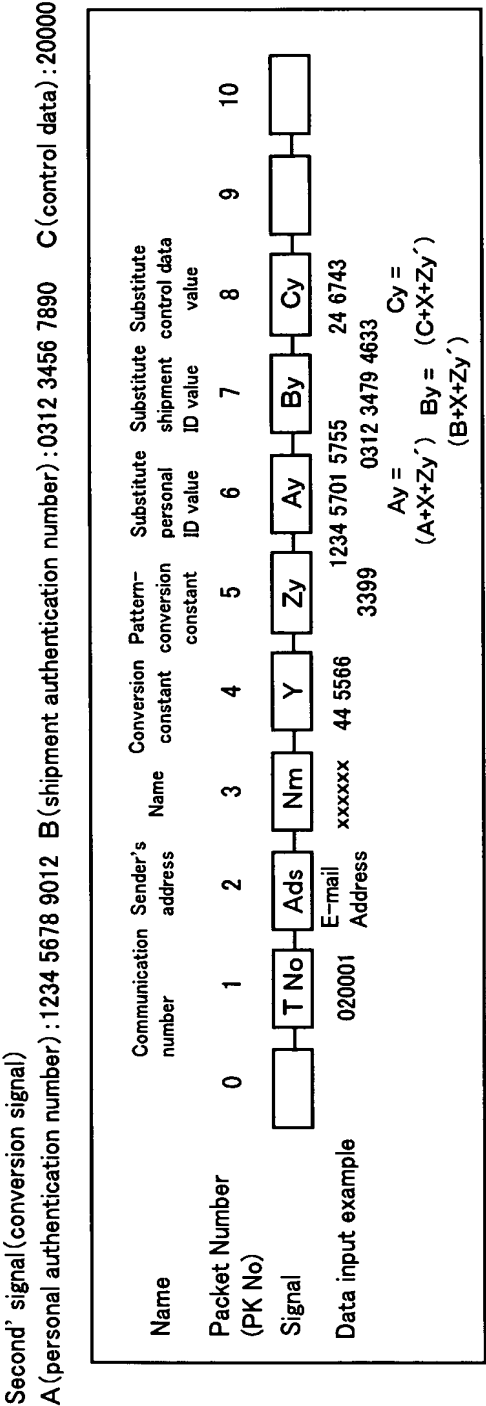 Second' signal(conversion signal)
A(personal authentication number):1234 5678 9012 B(shipment authentication number):0312 3456 7890 C(control data):20000
Name
Communication number
Sender's address
Name
Conversion constant
Pattern-conversion constant
Substitute personal ID value
Substitute shipment ID value
Substitute control data value
Packet Number (PK No)
0 1 2 3 4 5 6 7 8 9 10
Signal
T No Ads Nm Y Zy Ay By Cy
Data input example
020001
E-mail Address
xxxxxx
44 5566
3399
1234 5701 5755
0312 3479 4633
24 6743
Ay = (A+X+Zy´)
By = (B+X+Zy´)
Cy = (C+X+Zy´)